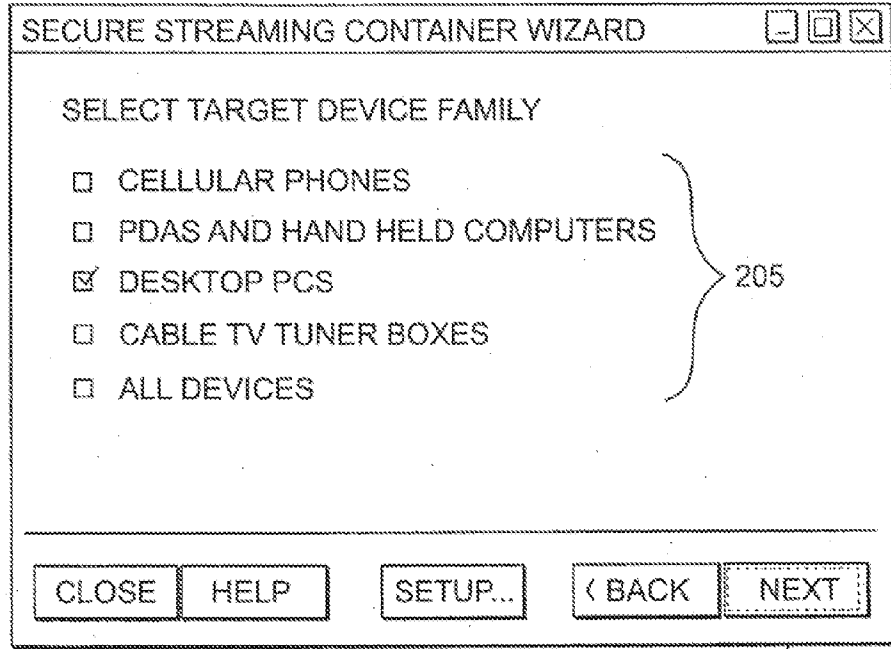 SECURE STREAMING CONTAINER WIZARD
SELECT TARGET DEVICE FAMILY
CELLULAR PHONES
PDAS AND HAND HELD COMPUTERS
DESKTOP PCS
CABLE TV TUNER BOXES
ALL DEVICES
205
CLOSE HELP SETUP... < BACK NEXT